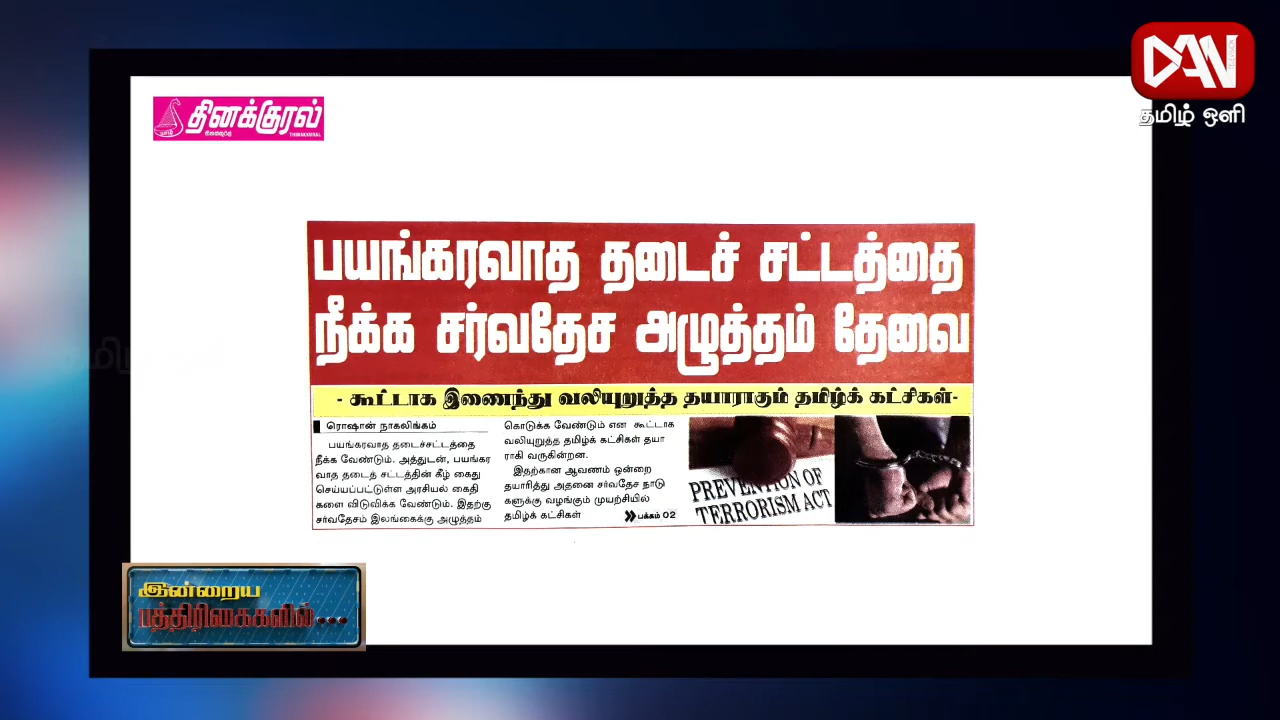 DAN
தமிழ் ஒளி
தினக்குரல்
THINAKKURAL
பயங்கரவாத தடைச் சட்டத்தை
நீக்க சர்வதேச அழுத்தம் தேவை
- கூட்டாக இணைந்து வலியுறுத்த தயாராகும் தமிழ்க் கட்சிகள்-
ரொஷான் நாகலிங்கம்
பயங்கரவாத தடைச்சட்டத்தை
நீக்க வேண்டும். அத்துடன், பயங்கர
வாத தடைத் சட்டத்தின் கீழ் கைது
செய்யப்பட்டுள்ள அரசியல் கைதி
களை விடுவிக்க வேண்டும். இதற்கு
சர்வதேசம் இலங்கைக்கு அழுத்தம்
கொடுக்க வேண்டும் என கூட்டாக
வலியுறுத்த தமிழ்க் கட்சிகள் தயா
ராகி வருகின்றன.
இதற்கான ஆவணம் ஒன்றை
தயாரித்து அதனை சர்வதேச நாடு
களுக்கு வழங்கும் முயற்சியில்
தமிழ்க் கட்சிகள்
பக்கம் 02
PREVENTION OF
TERRORISM ACT
இன்றைய
பத்திரிகைகளில்...